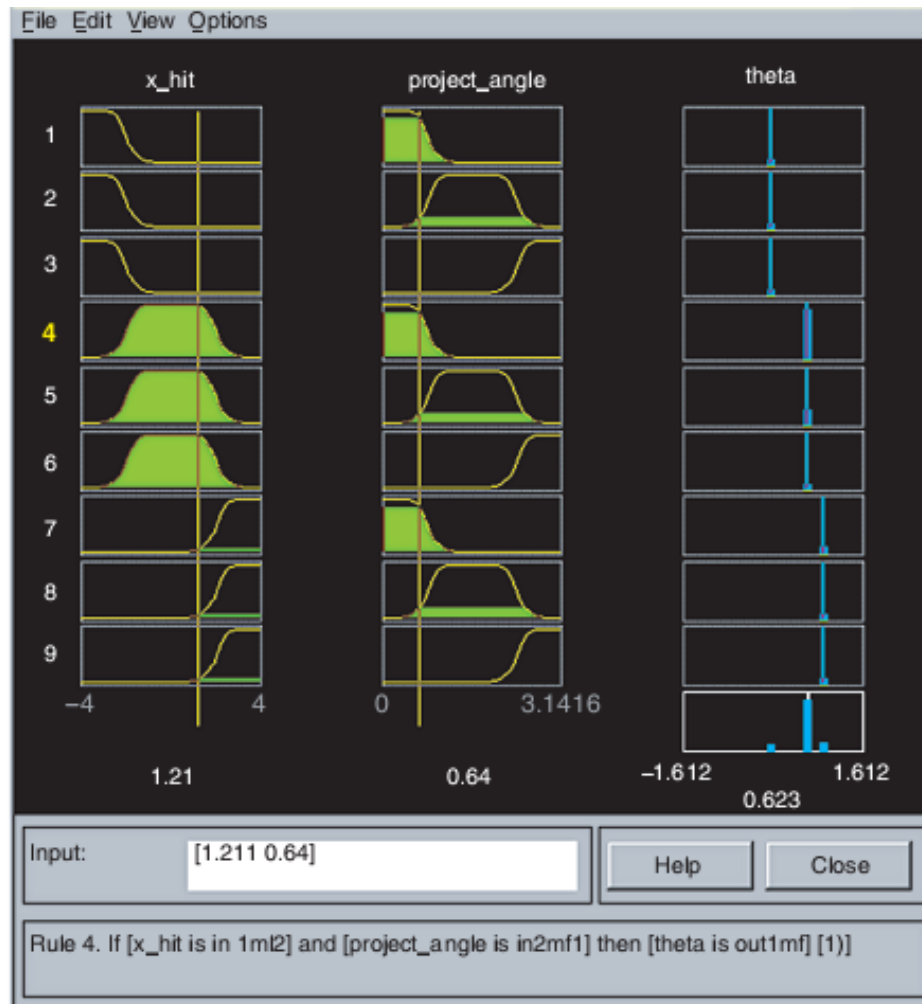 File Edit View Options
x_hit project_angle theta
1
2
3
4
5
6
7
8
9
−4 4 0 3.1416
−1.612 1.612
1.21 0.64
0.623
Input: [1.211 0.64]
Help Close
Rule 4. If [x_hit is in 1ml2] and [project_angle is in2mf1] then [theta is out1mf] [1)]